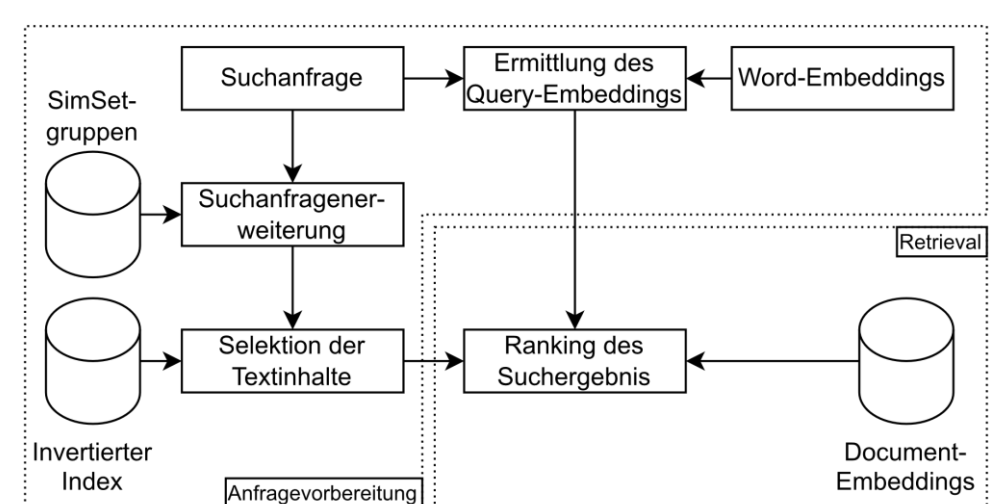 Suchanfrage
Ermittlung des
Query-Embeddings
Word-Embeddings
SimSet-
gruppen
Suchanfragener-
weiterung
Retrieval
Selektion der
Textinhalte
Ranking des
Suchergebnis
Invertierter
Index
Document-
Embeddings
Anfragevorbereitung